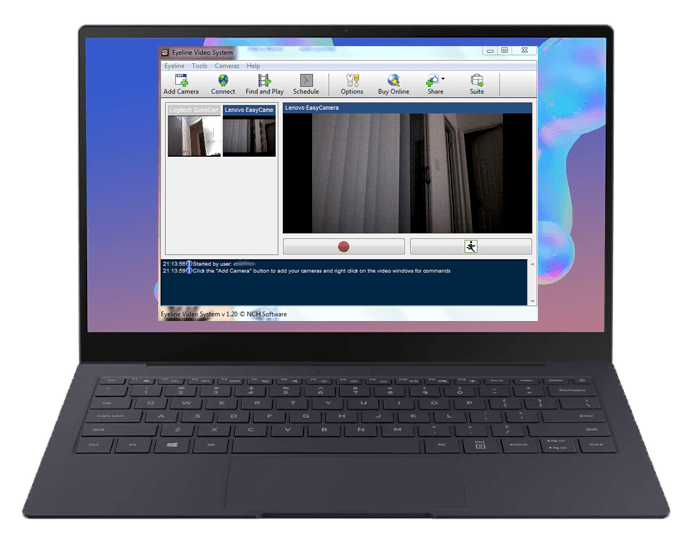 Eyeline Video System
Eyeline Tools Cameras Help
Add Camera Connect Find and Play Schedule Options Buy Online Share Suite
Logitech QuickCam Lenovo EasyCame Lenovo EasyCamera
21:13:56 Started by user:
21:13:59 Click the "Add Camera" button to add your cameras and right click on the video windows for commands
Eyeline Video System v 1.20 © NCH Software
Q W E R T Y U I O P
A S D F G H J K L
Z X C V B N M